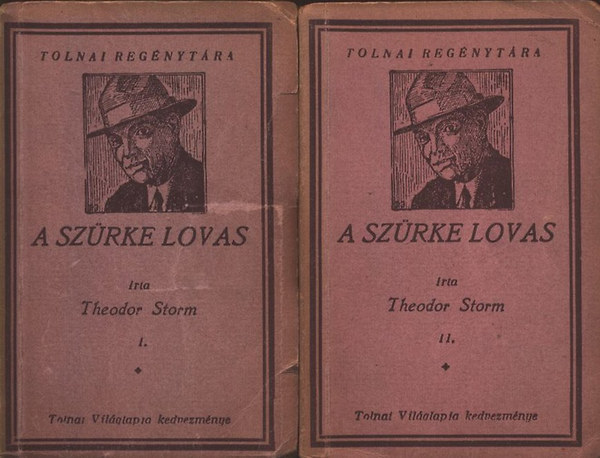 TOLNAI REGÉNYTÁRA
A SZÜRKE LOVAS
Irta
Theodor Storm
I.
Tolnai Világlapja kedvezménye
TOLNAI REGÉNYTÁRA
A SZÜRKE LOVAS
Irta
Theodor Storm
II.
Tolnai Világlapja kedvezménye